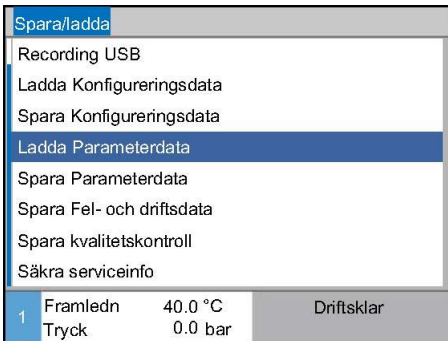 Spara/ladda
Recording USB
Ladda Konfigureringsdata
Spara Konfigureringsdata
Ladda Parameterdata
Spara Parameterdata
Spara Fel- och driftsdata
Spara kvalitetskontroll
Säkra serviceinfo
1 Framledn 40.0 °C Driftsklar
Tryck 0.0 bar